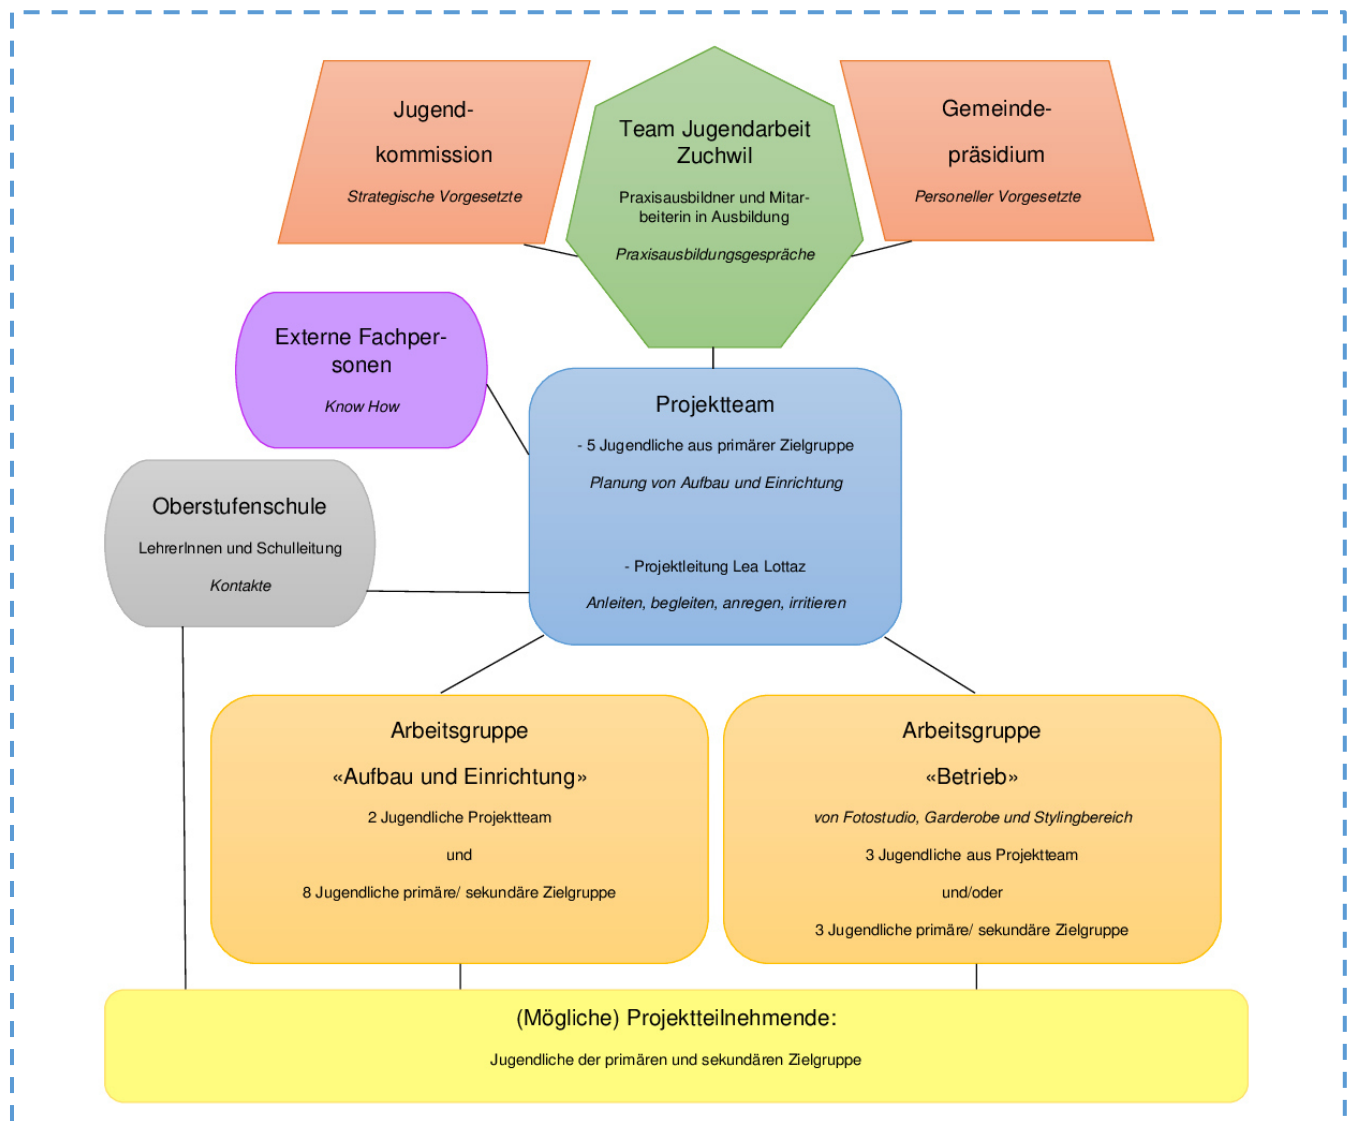 Jugend-
kommission
Strategische Vorgesetzte
Team Jugendarbeit
Zuchwil
Praxisausbildner und Mitar-
beiterin in Ausbildung
Praxisausbildungsgespräche
Gemeinde-
präsidium
Personeller Vorgesetzte
Externe Fachper-
sonen
Know How
Projektteam
- 5 Jugendliche aus primärer Zielgruppe
Planung von Aufbau und Einrichtung
- Projektleitung Lea Lottaz
Anleiten, begleiten, anregen, irritieren
Oberstufenschule
LehrerInnen und Schulleitung
Kontakte
Arbeitsgruppe
«Aufbau und Einrichtung»
2 Jugendliche Projektteam
und
8 Jugendliche primäre/ sekundäre Zielgruppe
Arbeitsgruppe
«Betrieb»
von Fotostudio, Garderobe und Stylingbereich
3 Jugendliche aus Projektteam
und/oder
3 Jugendliche primäre/ sekundäre Zielgruppe
(Mögliche) Projektteilnehmende:
Jugendliche der primären und sekundären Zielgruppe